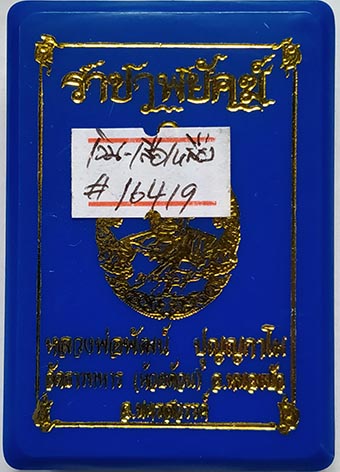 ราชาพยัคฆ์
# 16419
หลวงพ่อพัฒน์ ปุญฺญกาโม
วัดธารทหาร (ห้วยด้วน) อ.หนองบัว
จ.นครสวรรค์